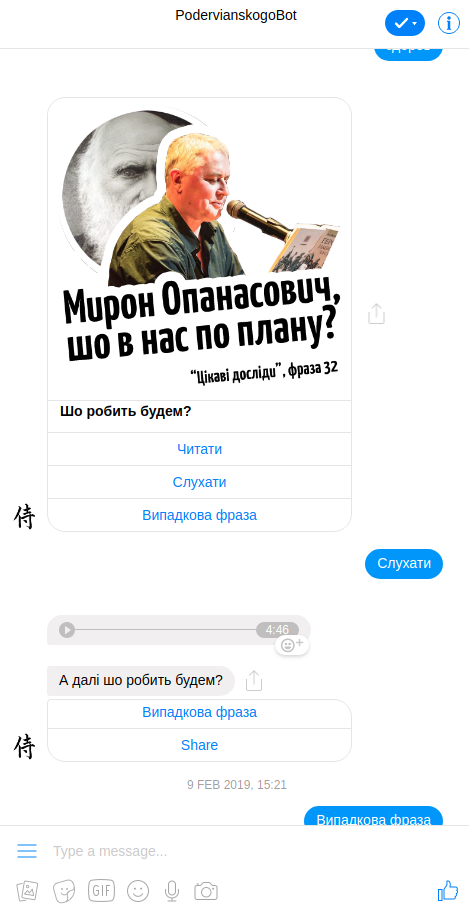 PodervianskogoBot
Мирон Опанасович,
шо в нас по плану?
“Цікаві досліди”, фраза 32
Шо робить будем?
Читати
Слухати
Випадкова фраза
侍
Слухати
4:46
А далі шо робить будем?
Випадкова фраза
Share
侍
9 FEB 2019, 15:21
Випадкова фраза
Type a message...
GIF